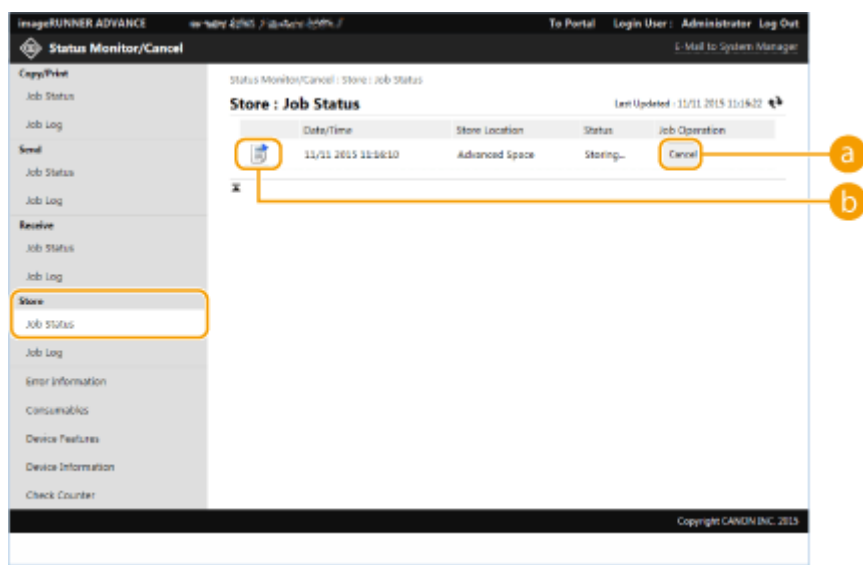 imageRUNNER ADVANCE To Portal Login User : Administrator Log Out
Status Monitor/Cancel E-Mail to System Manager
Copy/Print
Job Status
Job Log
Send
Job Status
Job Log
Receive
Job Status
Job Log
Store
Job Status
Job Log
Error Information
Consumables
Device Features
Device Information
Check Counter
Status Monitor/Cancel : Store : Job Status
Store : Job Status Last Updated : 11/11 2015 11:16:22
Date/Time Store Location Status Job Operation
11/11 2015 11:16:10 Advanced Space Storing... Cancel
a
b
Copyright CANON INC. 2015